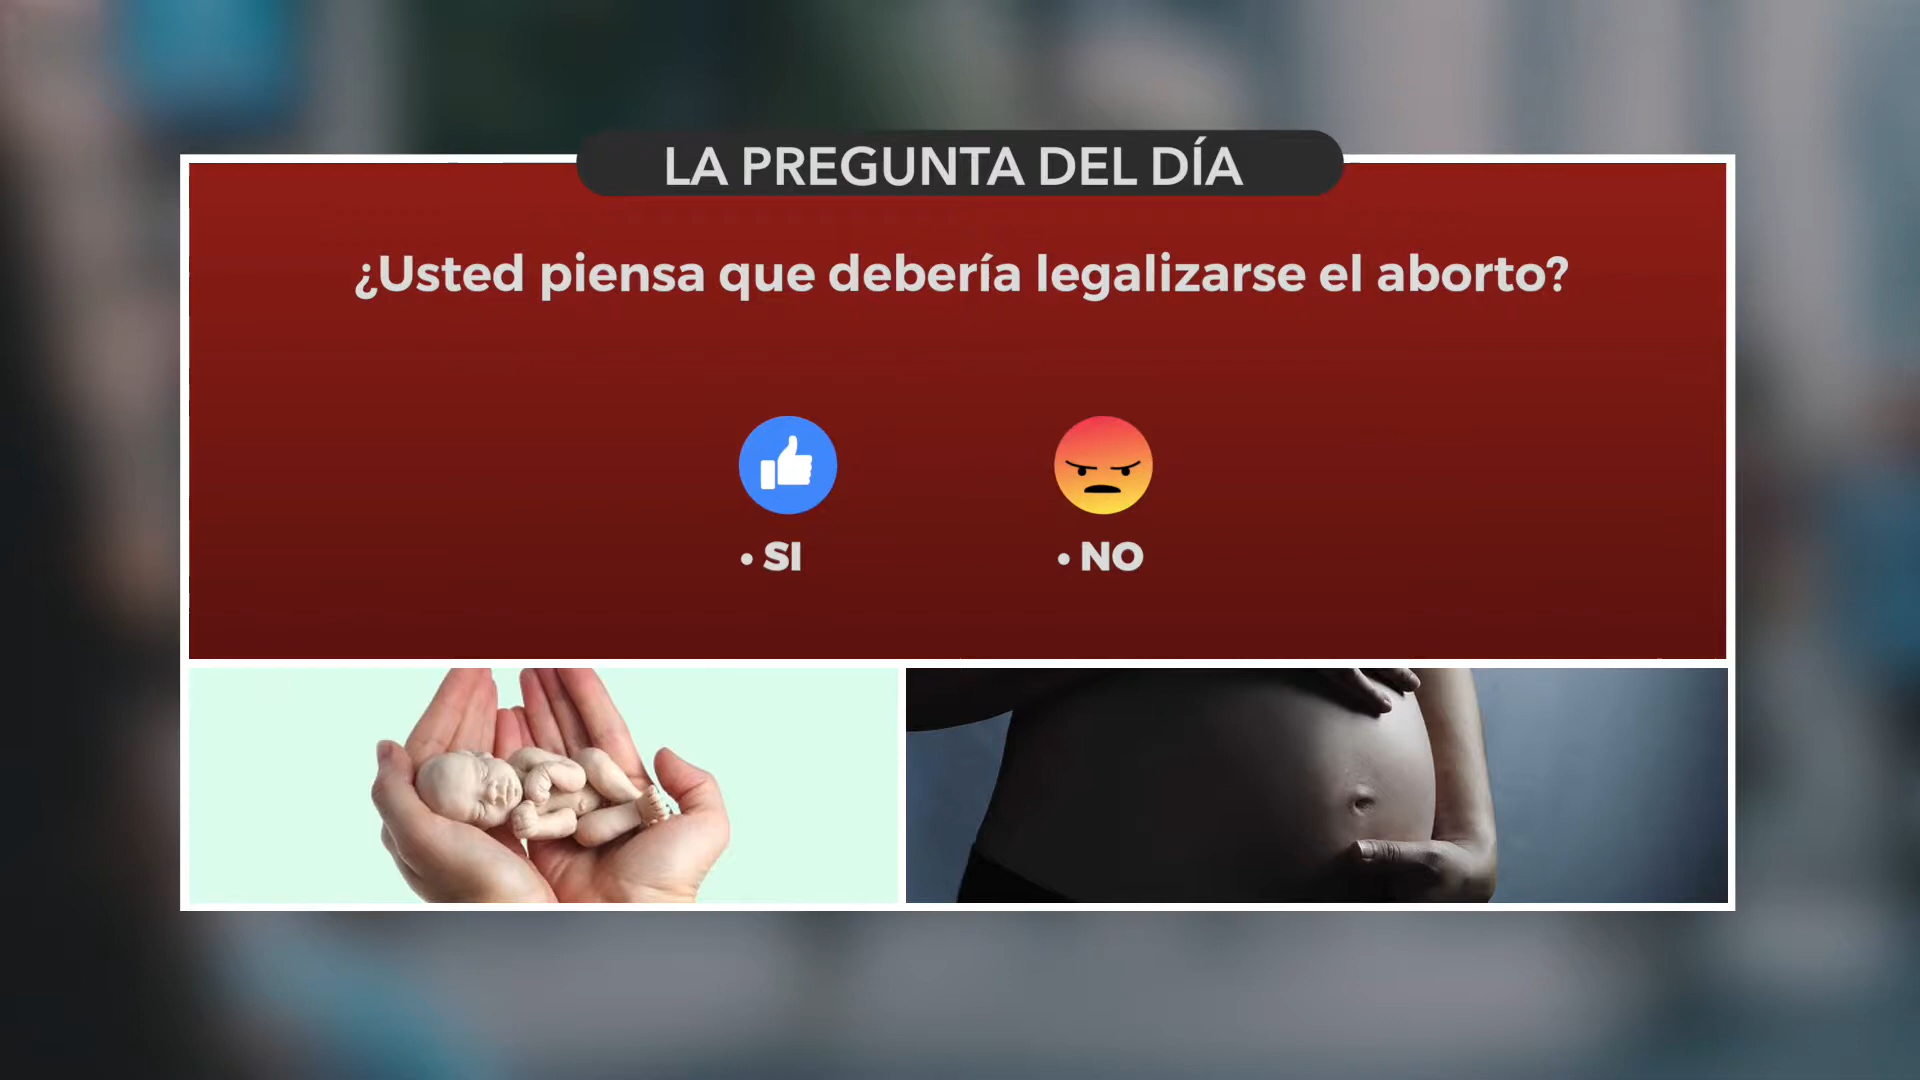 LA PREGUNTA DEL DÍA
¿Usted piensa que debería legalizarse el aborto?
• SI
• NO